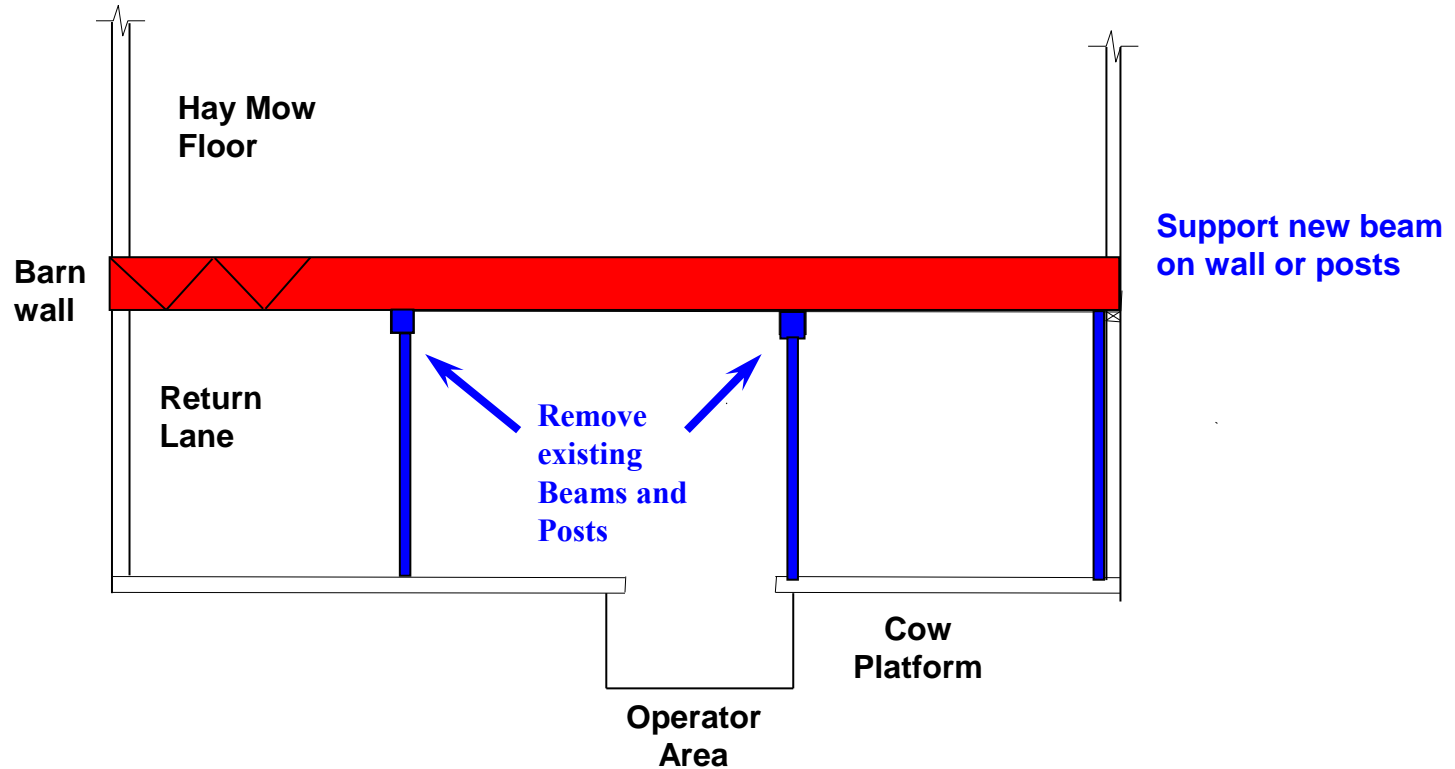 Hay Mow
Floor
Support new beam
on wall or posts
Barn
wall
Return
Lane
Remove
existing
Beams and
Posts
Cow
Platform
Operator
Area